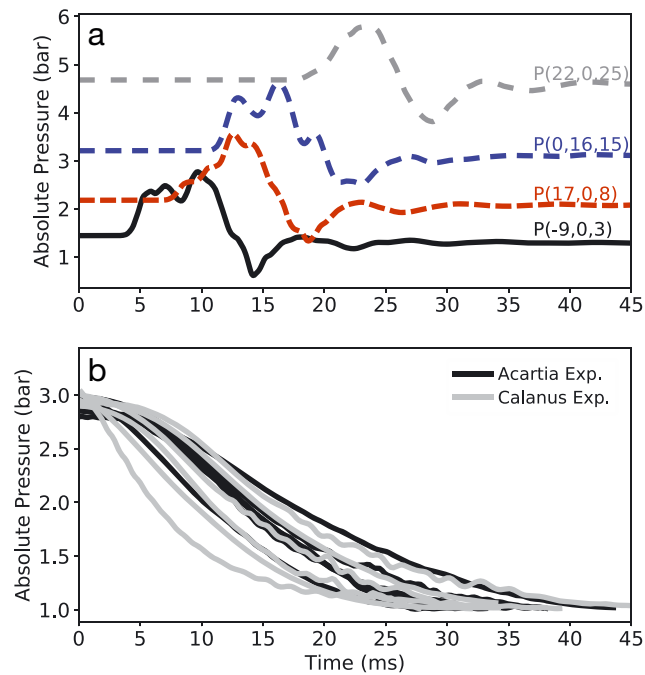 a
Absolute Pressure (bar)
6
5
4
3
2
1
P(22,0,25)
P(0,16,15)
P(17,0,8)
P(-9,0,3)
0 5 10 15 20 25 30 35 40 45
b
Absolute Pressure (bar)
3.0
2.5
2.0
1.5
1.0
Acartia Exp.
Calanus Exp.
0 5 10 15 20 25 30 35 40 45
Time (ms)